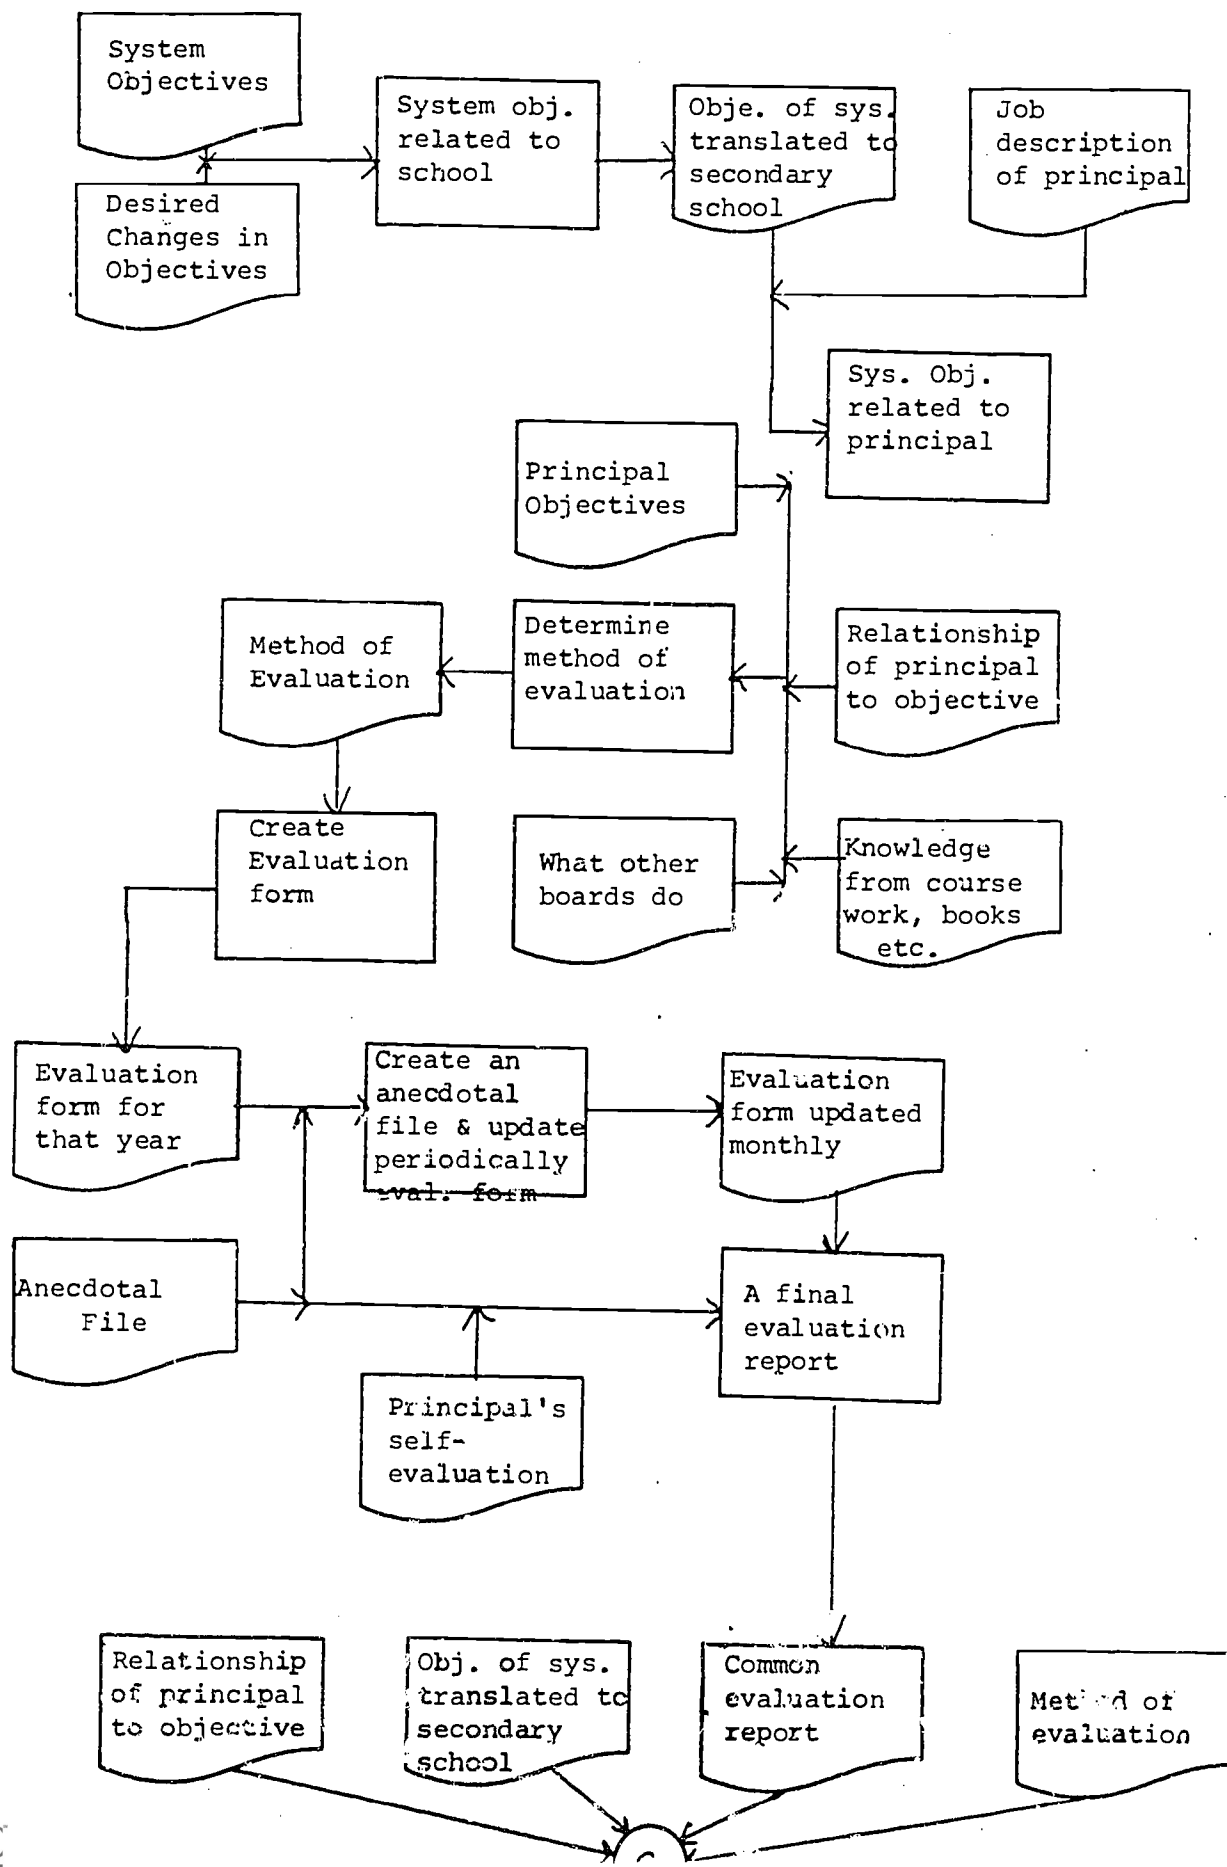 System
Objectives
System obj.
related to
school
Obje. of sys.
translated to
secondary
school
Job
description
of principal
Desired
Changes in
Objectives
Sys. Obj.
related to
principal
Principal
Objectives
Method of
Evaluation
Determine
method of
evaluation
Relationship
of principal
to objective
Create
Evaluation
form
What other
boards do
Knowledge
from course
work, books
etc.
Evaluation
form for
that year
Create an
anecdotal
file & update
periodically
eval. form
Evaluation
form updated
monthly
Anecdotal
File
A final
evaluation
report
Principal's
self-
evaluation
Relationship
of principal
to objective
Obj. of sys.
translated to
secondary
school
Common
evaluation
report
Method of
evaluation